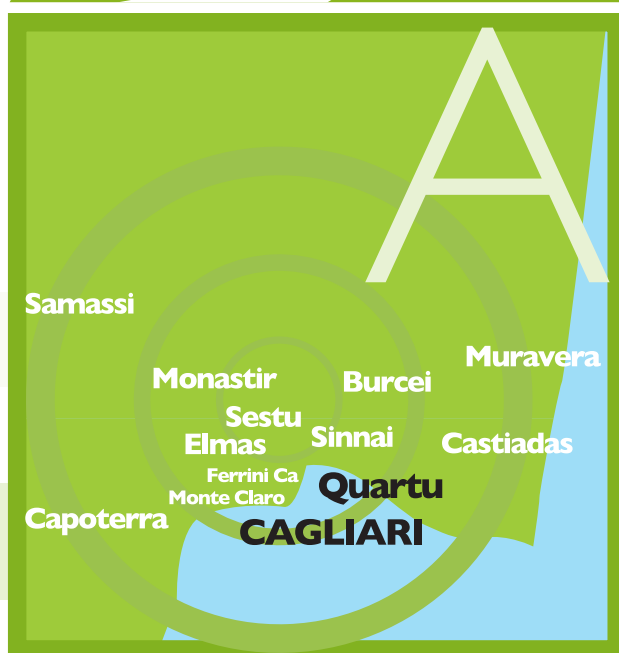 A
Samassi
Muravera
Monastir
Burcei
Sestu
Sinnai
Elmas
Castiadas
Ferrini Ca
Quartu
Monte Claro
Capoterra
CAGLIARI